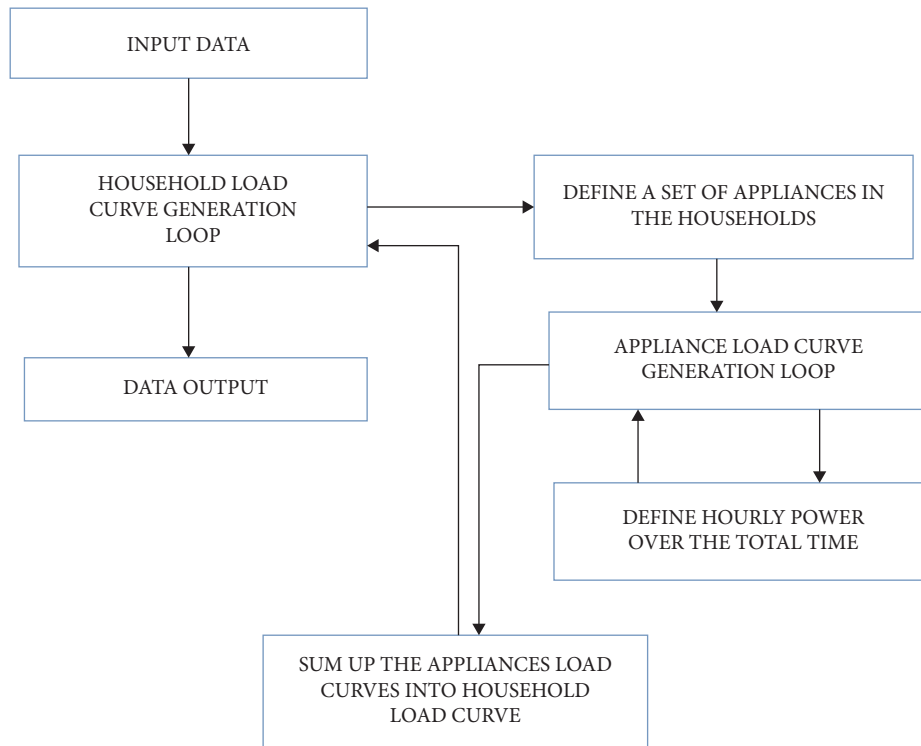 INPUT DATA
HOUSEHOLD LOAD
CURVE GENERATION
LOOP
DEFINE A SET OF APPLIANCES IN
THE HOUSEHOLDS
APPLIANCE LOAD CURVE
GENERATION LOOP
DATA OUTPUT
DEFINE HOURLY POWER
OVER THE TOTAL TIME
SUM UP THE APPLIANCES LOAD
CURVES INTO HOUSEHOLD
LOAD CURVE